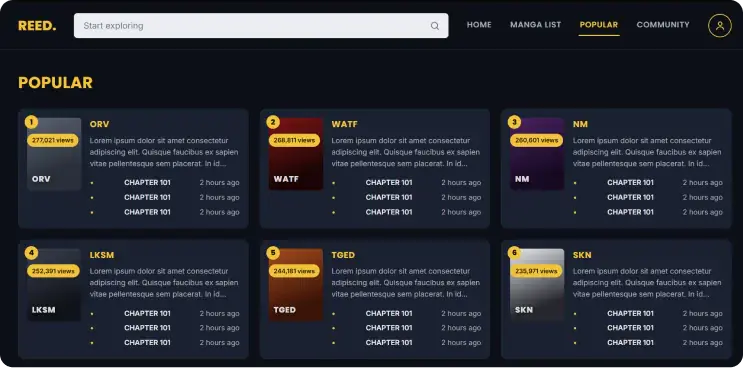 REED.
Start exploring
HOME
MANGA LIST
POPULAR
COMMUNITY
POPULAR
1
277,021 views
ORV
ORV
Lorem ipsum dolor sit amet consectetur
adipiscing elit. Quisque faucibus ex sapien
vitae pellentesque sem placerat. In id...
• CHAPTER 101 2 hours ago
• CHAPTER 101 2 hours ago
• CHAPTER 101 2 hours ago
2
268,811 views
WATF
WATF
Lorem ipsum dolor sit amet consectetur
adipiscing elit. Quisque faucibus ex sapien
vitae pellentesque sem placerat. In id...
• CHAPTER 101 2 hours ago
• CHAPTER 101 2 hours ago
• CHAPTER 101 2 hours ago
3
260,601 views
NM
NM
Lorem ipsum dolor sit amet consectetur
adipiscing elit. Quisque faucibus ex sapien
vitae pellentesque sem placerat. In id...
• CHAPTER 101 2 hours ago
• CHAPTER 101 2 hours ago
• CHAPTER 101 2 hours ago
4
252,391 views
LKSM
LKSM
Lorem ipsum dolor sit amet consectetur
adipiscing elit. Quisque faucibus ex sapien
vitae pellentesque sem placerat. In id...
• CHAPTER 101 2 hours ago
• CHAPTER 101 2 hours ago
• CHAPTER 101 2 hours ago
5
244,181 views
TGED
TGED
Lorem ipsum dolor sit amet consectetur
adipiscing elit. Quisque faucibus ex sapien
vitae pellentesque sem placerat. In id...
• CHAPTER 101 2 hours ago
• CHAPTER 101 2 hours ago
• CHAPTER 101 2 hours ago
6
235,971 views
SKN
SKN
Lorem ipsum dolor sit amet consectetur
adipiscing elit. Quisque faucibus ex sapien
vitae pellentesque sem placerat. In id...
• CHAPTER 101 2 hours ago
• CHAPTER 101 2 hours ago
• CHAPTER 101 2 hours ago